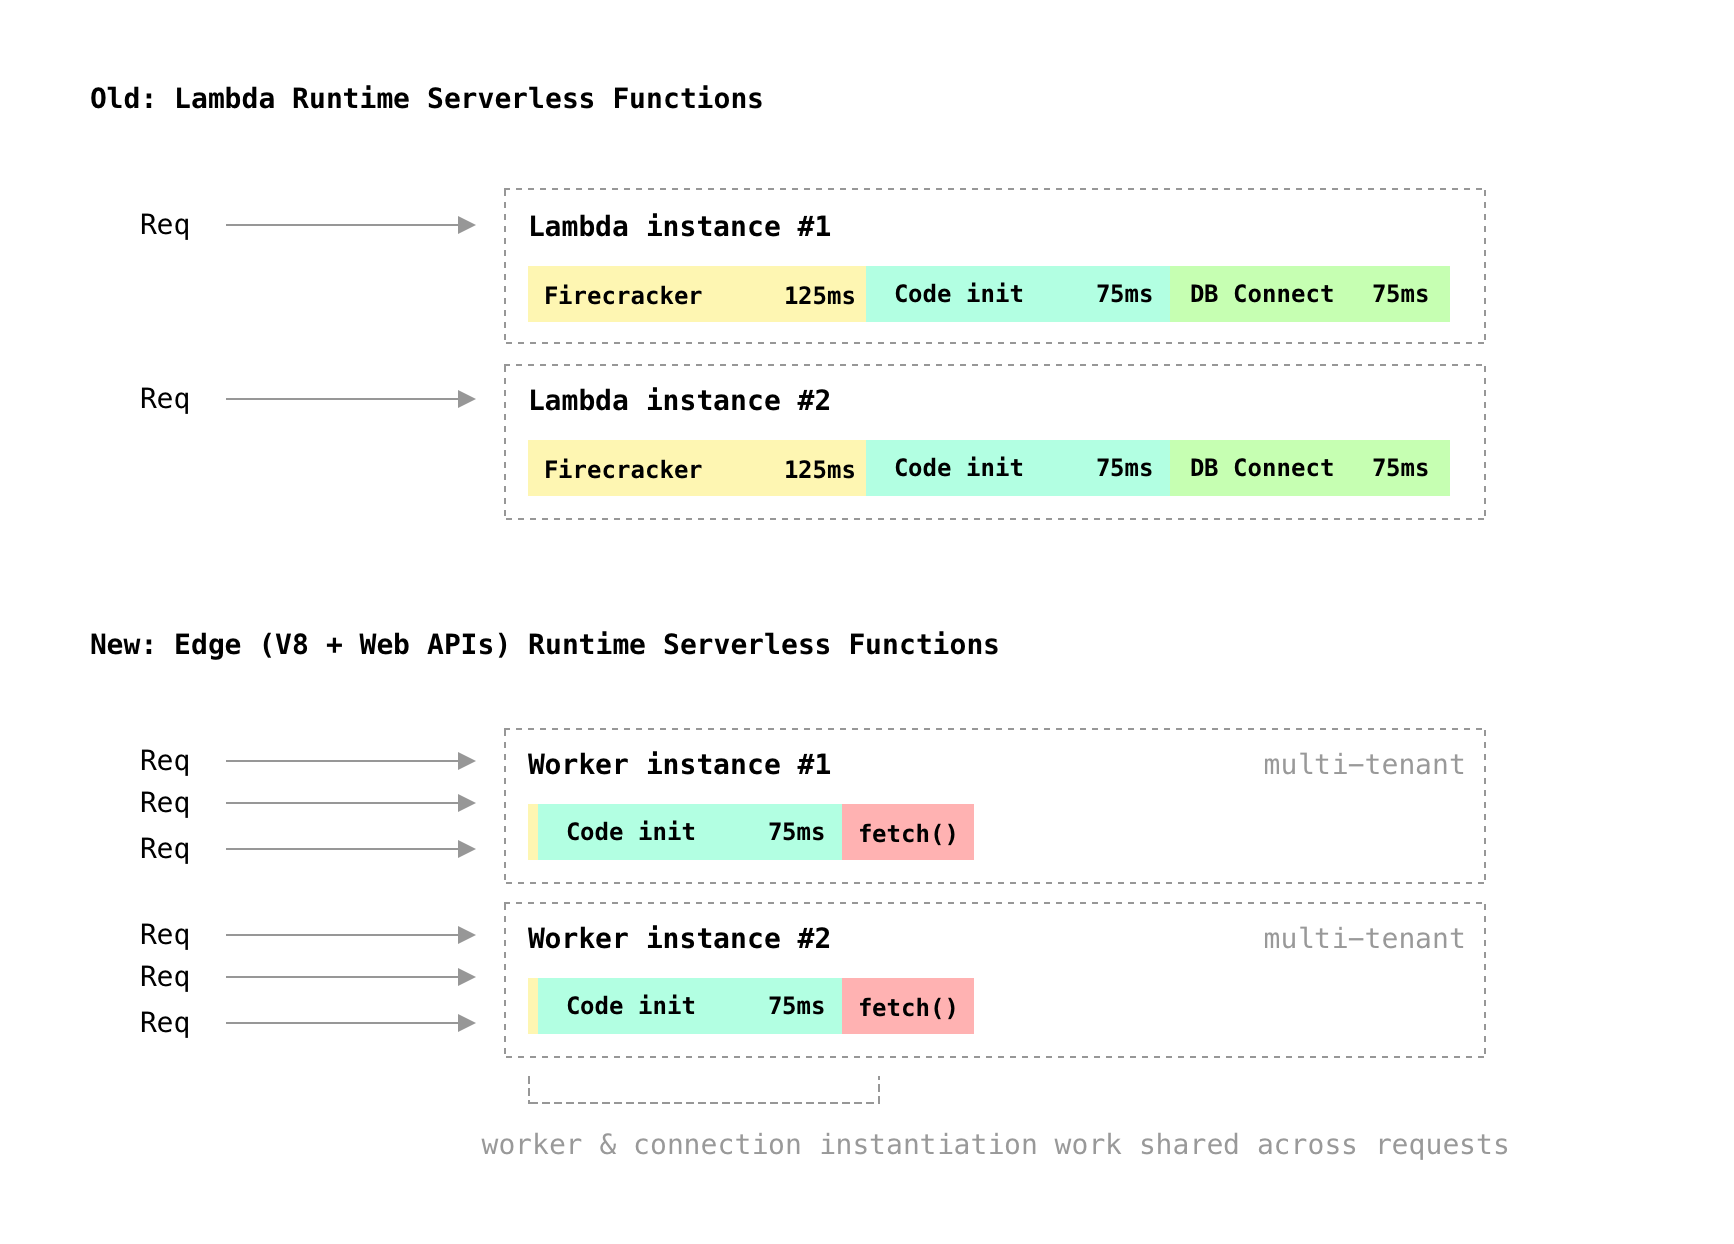 Old: Lambda Runtime Serverless Functions
Req
Lambda instance #1
Firecracker 125ms Code init 75ms DB Connect 75ms
Req
Lambda instance #2
Firecracker 125ms Code init 75ms DB Connect 75ms
New: Edge (V8 + Web APIs) Runtime Serverless Functions
Req
Req
Req
Worker instance #1 multi-tenant
Code init 75ms fetch()
Req
Req
Req
Worker instance #2 multi-tenant
Code init 75ms fetch()
worker & connection instantiation work shared across requests